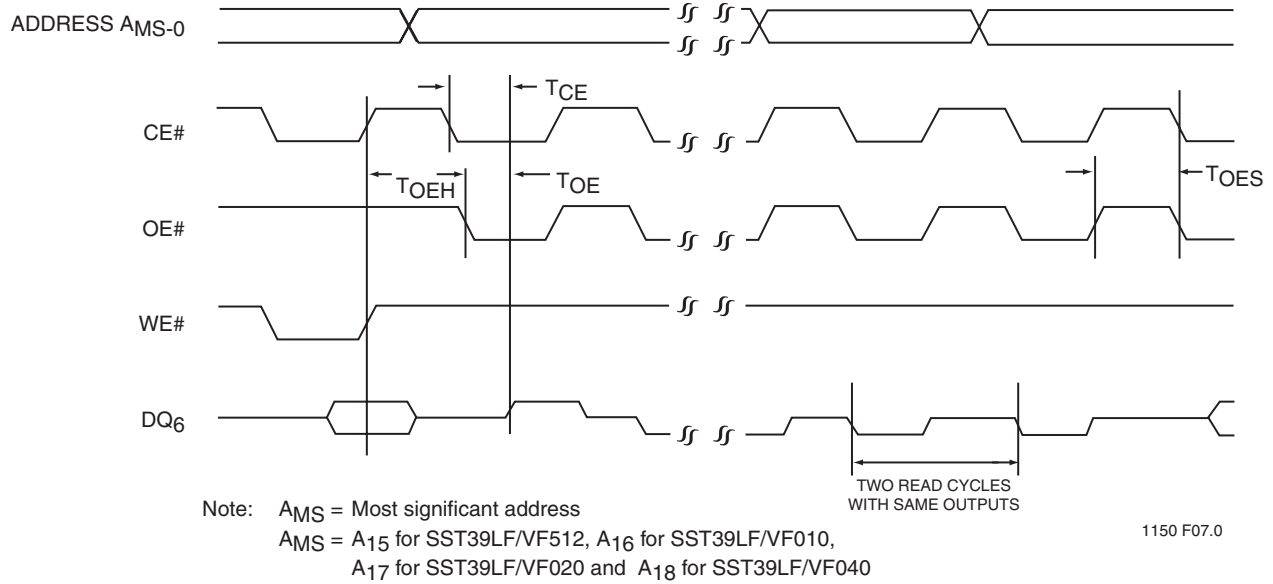 ADDRESS AMS-0
TCE
CE#
TOEH
TOE
TOES
OE#
WE#
DQ6
TWO READ CYCLES
WITH SAME OUTPUTS
Note: AMS = Most significant address
AMS = A15 for SST39LF/VF512, A16 for SST39LF/VF010,
A17 for SST39LF/VF020 and A18 for SST39LF/VF040
1150 F07.0